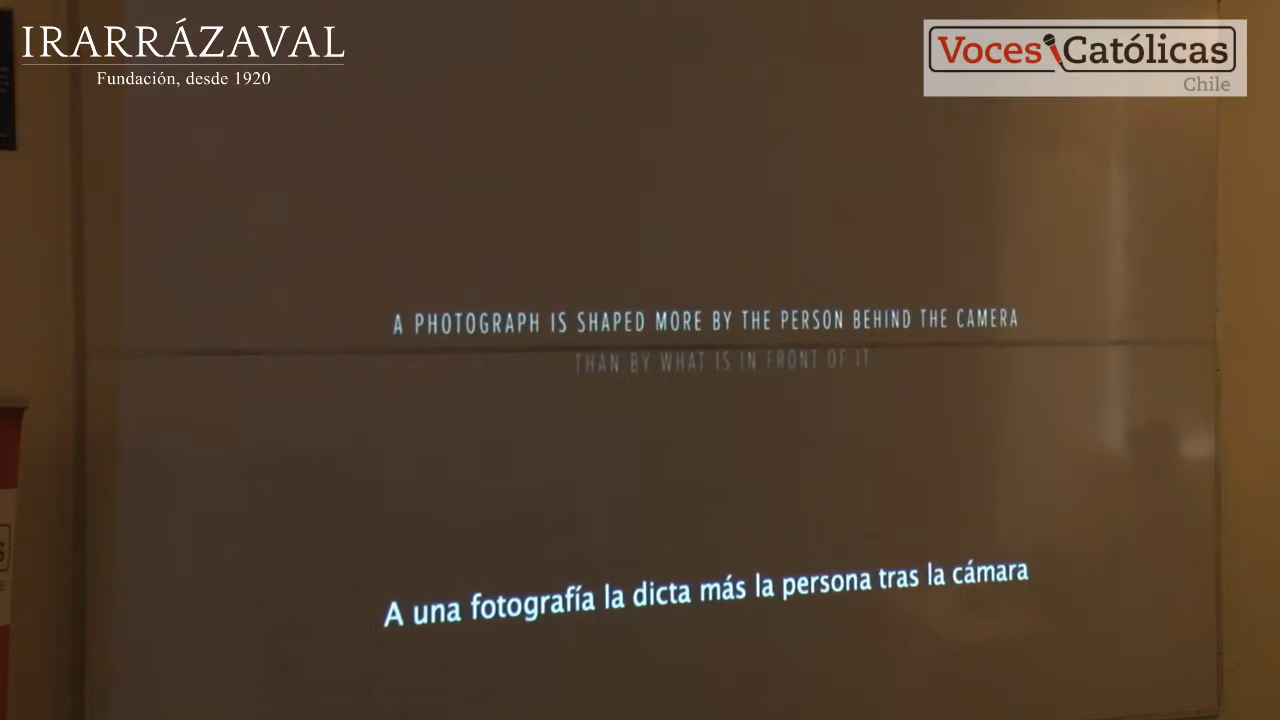 IRARRÁZAVAL
Fundación, desde 1920
Voces Católicas
Chile
A PHOTOGRAPH IS SHAPED MORE BY THE PERSON BEHIND THE CAMERA
THAN BY WHAT IS IN FRONT OF IT
A una fotografía la dicta más la persona tras la cámara